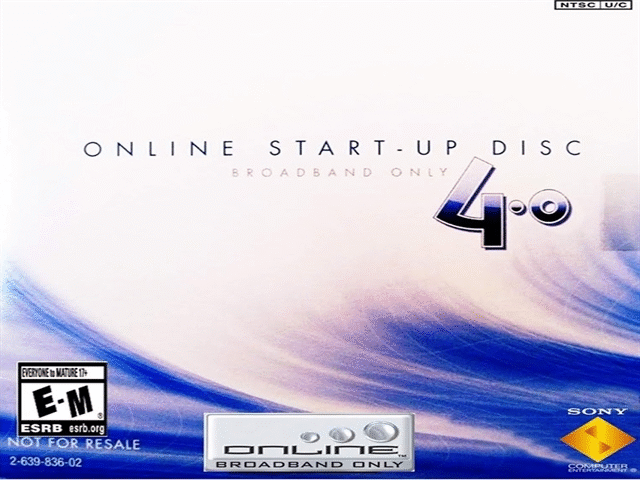 NTSC U/C
ONLINE START-UP DISC
BROADBAND ONLY
4.0
EVERYONE to MATURE 17+
E-M
®
ESRB esrb.org
NOT FOR RESALE
2-639-836-02
ONLINE™
BROADBAND ONLY
SONY
COMPUTER
ENTERTAINMENT®